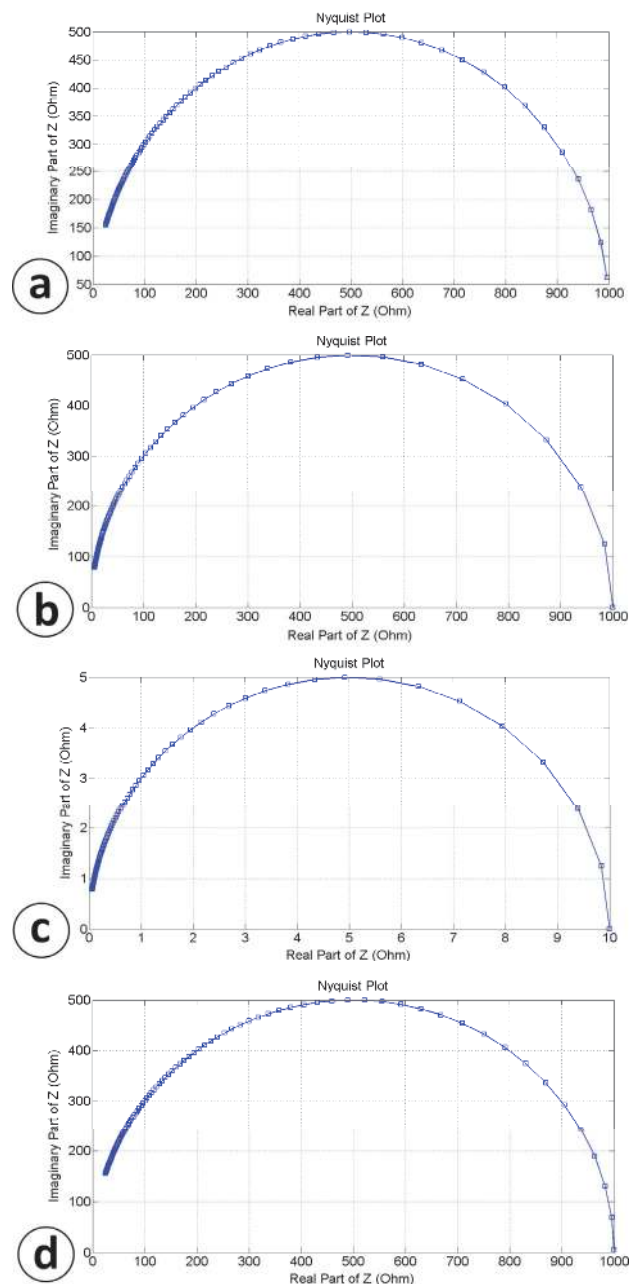 Nyquist Plot
500
450
400
350
300
250
200
150
100
50
Imaginary Part of Z (Ohm)
0 100 200 300 400 500 600 700 800 900 1000
Real Part of Z (Ohm)
a
Nyquist Plot
500
400
300
200
100
0
Imaginary Part of Z (Ohm)
0 100 200 300 400 500 600 700 800 900 1000
Real Part of Z (Ohm)
b
Nyquist Plot
5
4
3
2
1
0
Imaginary Part of Z (Ohm)
0 1 2 3 4 5 6 7 8 9 10
Real Part of Z (Ohm)
c
Nyquist Plot
500
400
300
200
100
0
Imaginary Part of Z (Ohm)
0 100 200 300 400 500 600 700 800 900 1000
Real Part of Z (Ohm)
d